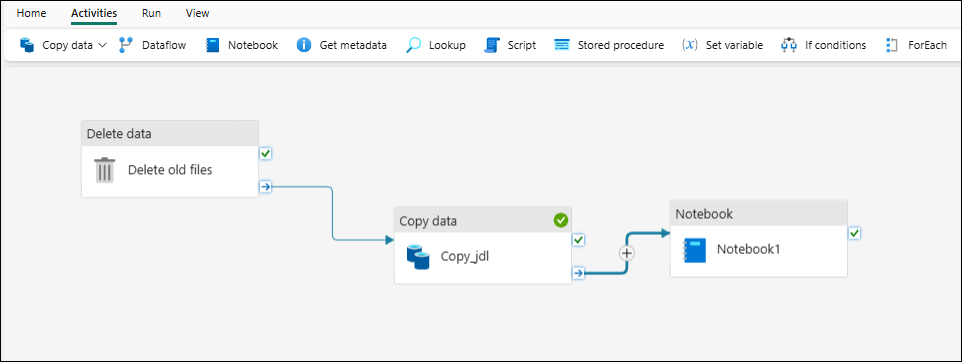 Home Activities Run View
Copy data Dataflow Notebook Get metadata Lookup Script Stored procedure (x) Set variable If conditions ForEach
Delete data
Delete old files
Copy data
Copy_jdl
Notebook
Notebook1